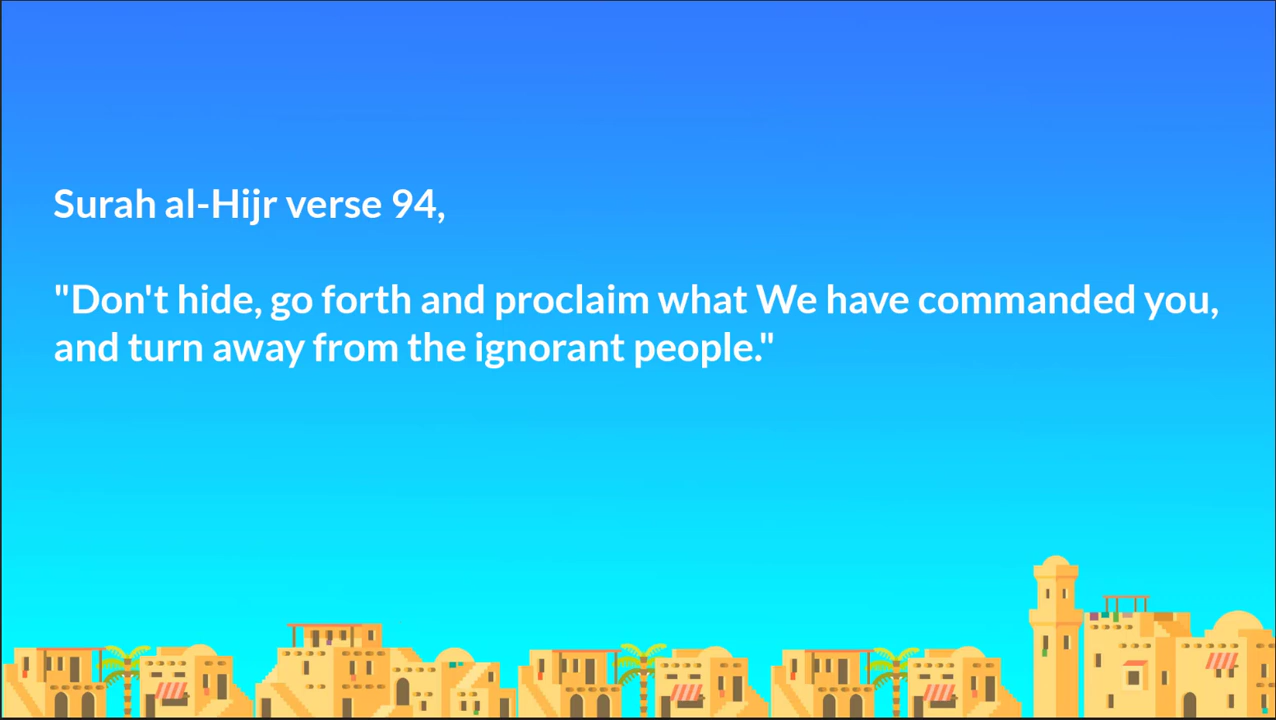 Surah al-Hijr verse 94,
"Don't hide, go forth and proclaim what We have commanded you,
and turn away from the ignorant people."